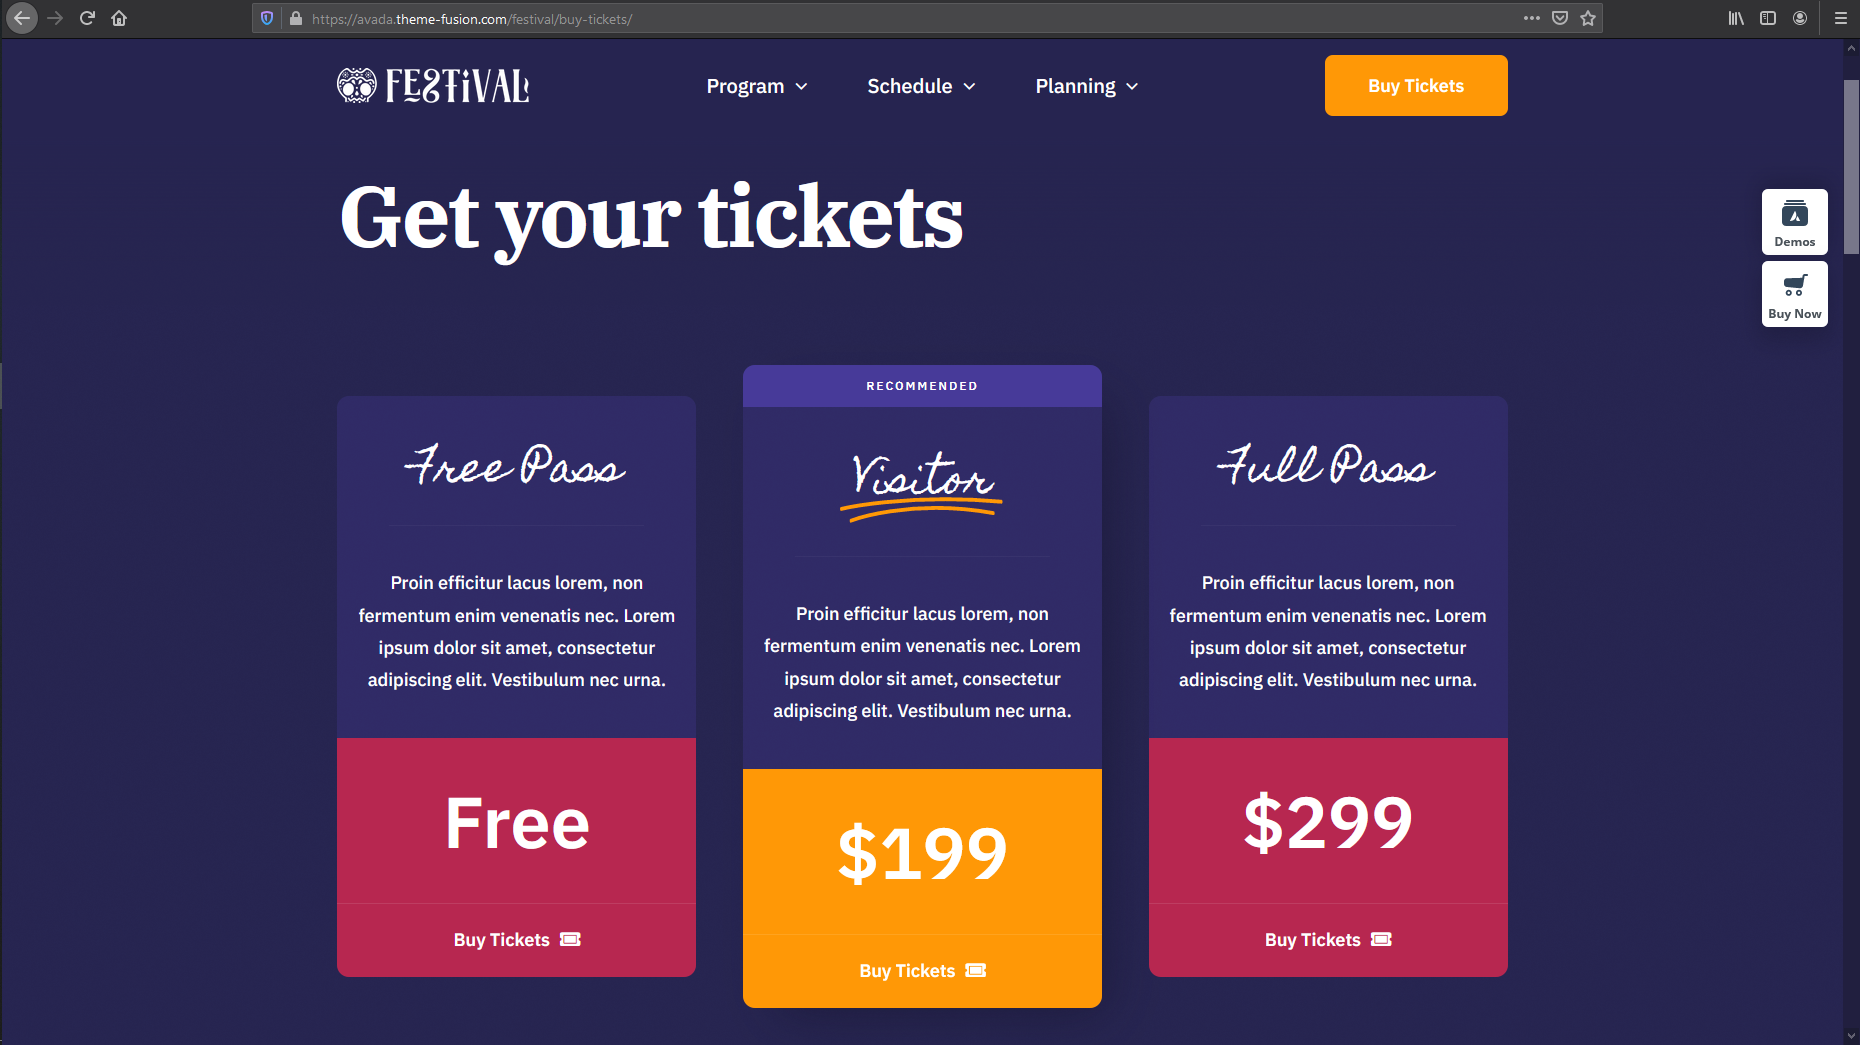 https://avada.theme-fusion.com/festival/buy-tickets/
FESTiVAL
Program
Schedule
Planning
Buy Tickets
Get your tickets
Demos
Buy Now
Free Pass
Proin efficitur lacus lorem, non
fermentum enim venenatis nec. Lorem
ipsum dolor sit amet, consectetur
adipiscing elit. Vestibulum nec urna.
Free
Buy Tickets
RECOMMENDED
Visitor
Proin efficitur lacus lorem, non
fermentum enim venenatis nec. Lorem
ipsum dolor sit amet, consectetur
adipiscing elit. Vestibulum nec urna.
$199
Buy Tickets
Full Pass
Proin efficitur lacus lorem, non
fermentum enim venenatis nec. Lorem
ipsum dolor sit amet, consectetur
adipiscing elit. Vestibulum nec urna.
$299
Buy Tickets